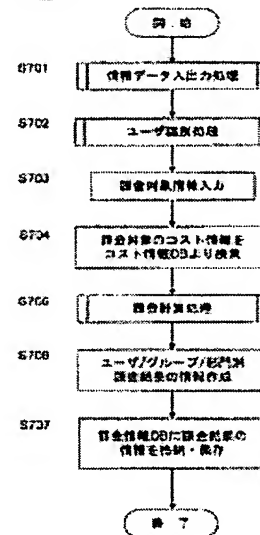 開 始
S701
情報データ入出力処理
S702
ユーザ識別処理
S703
課金対象情報入力
S704
課金対象のコスト情報を
コスト情報DBより検索
課金計算処理
ユーザ/グループ/部門別
課金結果の情報作成
S707
課金情報DBに課金結果の
情報を格納・保存
終 了